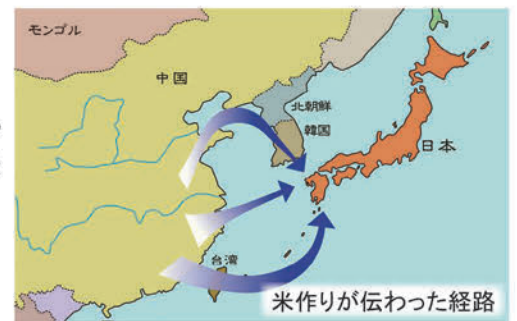 モンゴル
中国
北朝鮮
韓国
日本
台湾
米作りが伝わった経路